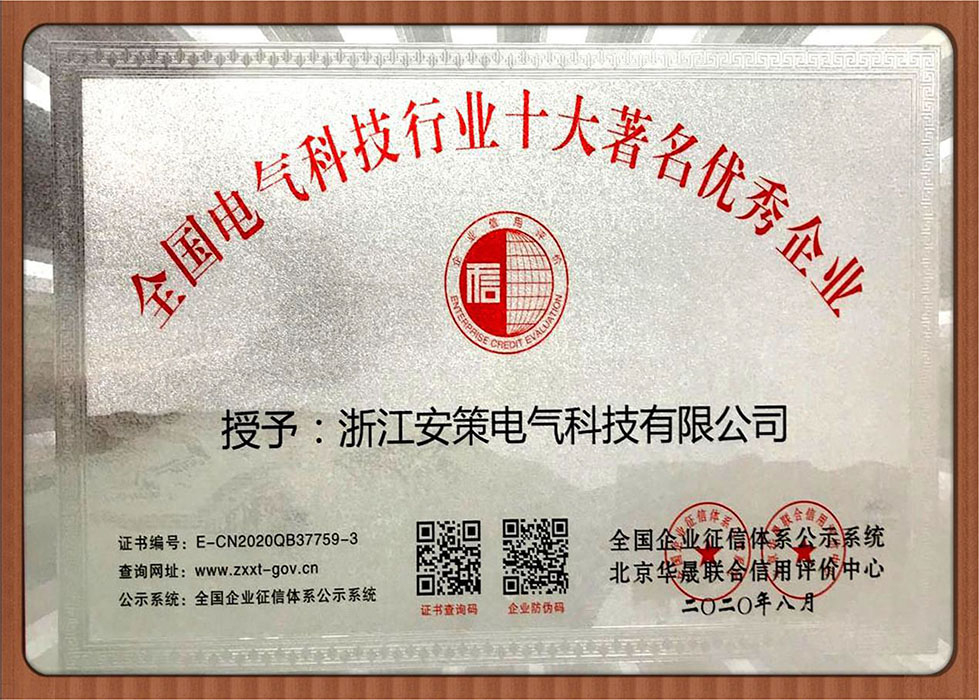 全国电气科技行业十大著名优秀企业
企业信用评价
信
ENTERPRISE CREDIT EVALUATION
授予：浙江安策电气科技有限公司
证书编号：E-CN2020QB37759-3
查询网址：www.zxxt-gov.cn
公示系统：全国企业征信体系公示系统
证书查询码
企业防伪码
全国企业征信体系公示系统
北京华晟联合信用评价中心
二〇二〇年八月